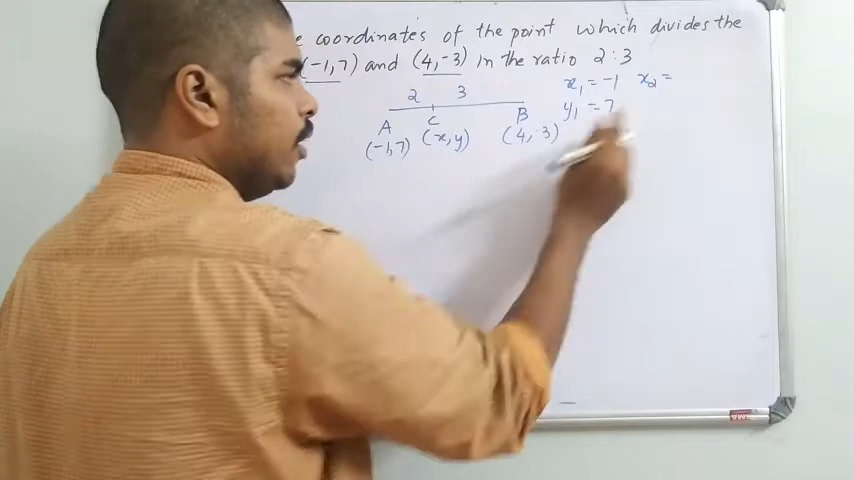 e coordinates of the point which divides the
(-1,7) and (4,-3) in the ratio 2:3
2 3
x₁ = -1 x₂ =
y₁ = 7
A C B
(-1,7) (x,y) (4,-3)